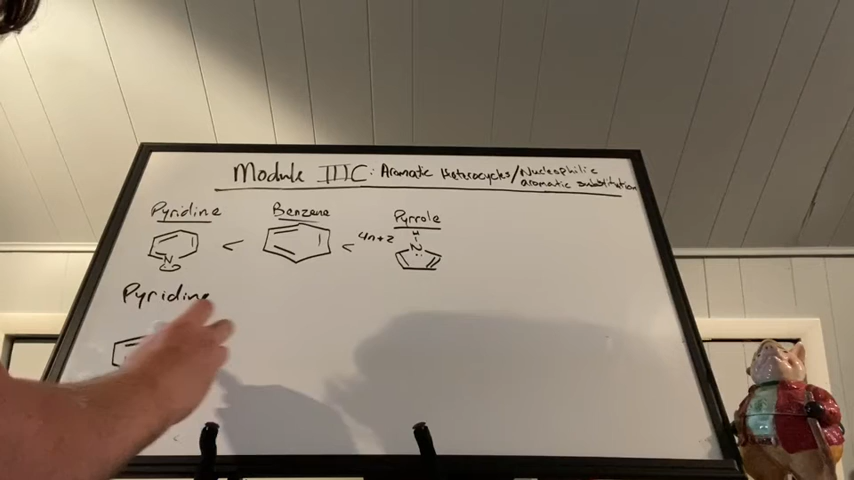 Module IIIC: Aromatic Heterocycles/Nucleophilic
aromatic substitution
Pyridine Benzene Pyrrole
N < < 4n+2 H N
Pyridine